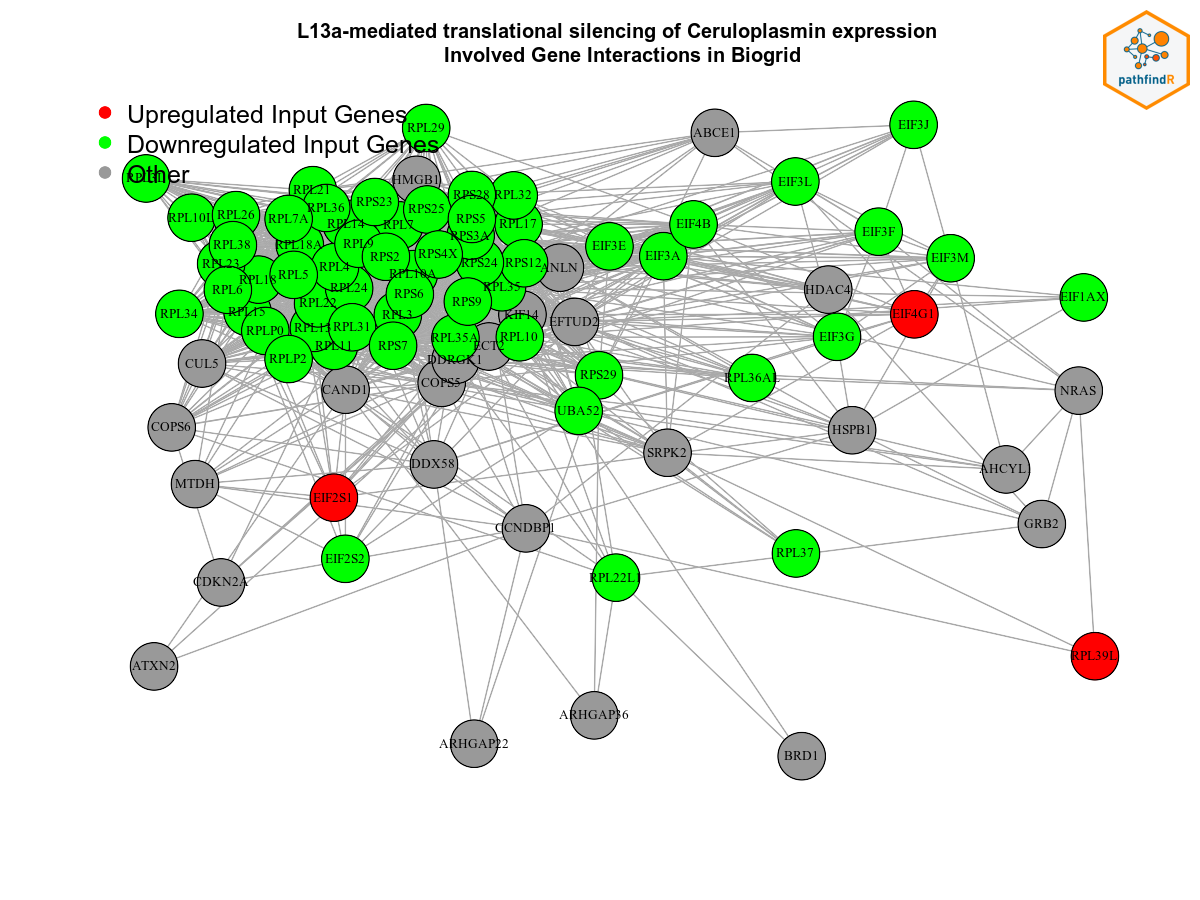 L13a-mediated translational silencing of Ceruloplasmin expression
Involved Gene Interactions in Biogrid
pathfindR
Upregulated Input Genes
Downregulated Input Genes
Other
RPL29
ABCE1
EIF3J
HMGB1
EIF3L
RPL21
RPS28
RPL32
RPL36
RPS23
RPS25
RPL10L
RPL26
RPL7A
RPS5
RPL14
RPL7
RPL17
EIF4B
EIF3F
RPS3A
RPL38
RPL18A
RPL9
EIF3E
RPS2
RPS4X
EIF3A
EIF3M
RPL23
RPL4
RPS24
RPS12
ANLN
RPL5
RPL10A
RPL18
RPL6
RPL24
RPL35
HDAC4
RPS6
EIF1AX
RPL22
RPS9
RPL34
RPL15
RPL3
KIF14
EIF4G1
EFTUD2
RPLP0
RPL13
RPL31
RPL35A
RPL10
EIF3G
RPL11
RPS7
ECT2
RPLP2
DDRGK1
CUL5
RPS29
RPL36AL
COPS5
CAND1
NRAS
UBA52
COPS6
HSPB1
SRPK2
DDX58
AHCYL
MTDH
EIF2S1
GRB2
CCNDBP1
EIF2S2
RPL37
RPL22L1
CDKN2A
RPL39L
ATXN2
ARHGAP36
ARHGAP22
BRD1